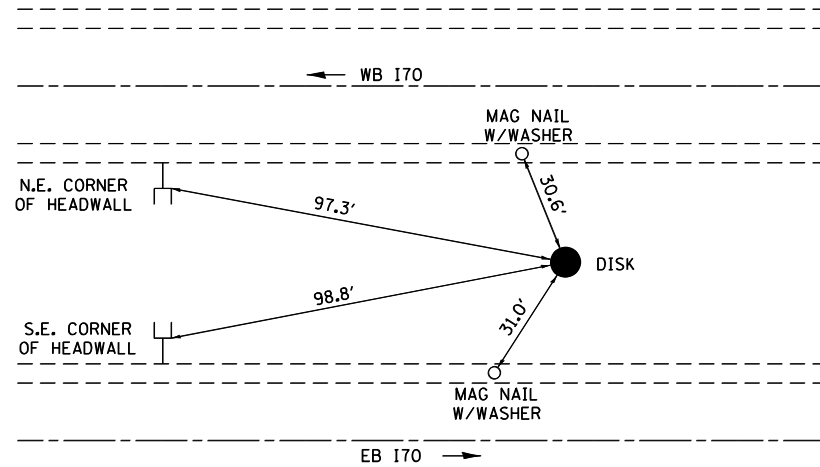 WB I70
MAG NAIL
W/WASHER
N.E. CORNER
OF HEADWALL
97.3'
30.6'
DISK
98.8'
31.0'
S.E. CORNER
OF HEADWALL
MAG NAIL
W/WASHER
EB I70